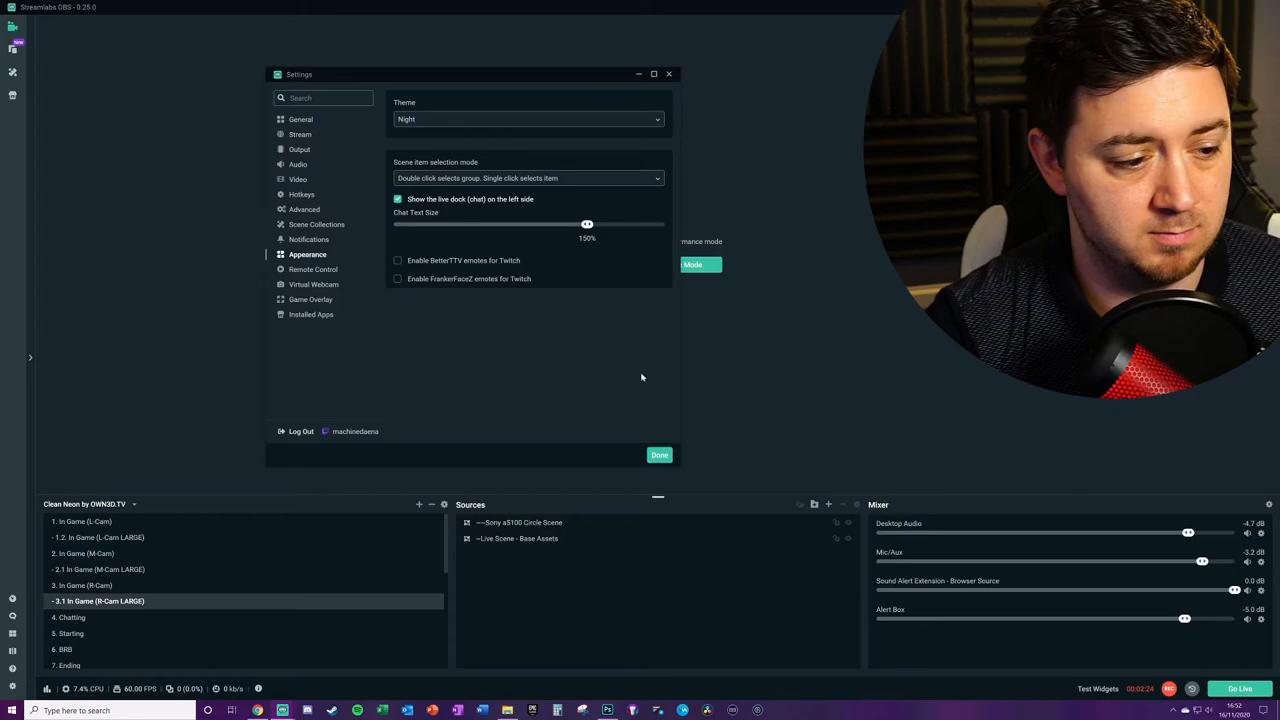 Streamlabs OBS - 0.25.0
New
Settings
Search
General
Stream
Output
Audio
Video
Hotkeys
Advanced
Scene Collections
Notifications
Appearance
Remote Control
Virtual Webcam
Game Overlay
Installed Apps
Log Out machinedaena
Theme
Night
Scene item selection mode
Double click selects group. Single click selects item
Show the live dock (chat) on the left side
Chat Text Size
150%
Enable BetterTTV emotes for Twitch
Enable FrankerFaceZ emotes for Twitch
Done
rmance mode
Mode
Clean Neon by OWN3D.TV
1. In Game (L-Cam)
- 1.2. In Game (L-Cam LARGE)
2. In Game (M-Cam)
- 2.1 In Game (M-Cam LARGE)
3. In Game (R-Cam)
- 3.1 In Game (R-Cam LARGE)
4. Chatting
5. Starting
6. BRB
7. Ending
Sources
~~Sony a5100 Circle Scene
~Live Scene - Base Assets
Mixer
Desktop Audio -4.7 dB
Mic/Aux -3.2 dB
Sound Alert Extension - Browser Source 0.0 dB
Alert Box -5.0 dB
7.4% CPU 60.00 FPS 0 (0.0%) 0 kb/s
Test Widgets 00:02:24 REC Go Live
Type here to search
16:52
16/11/2020